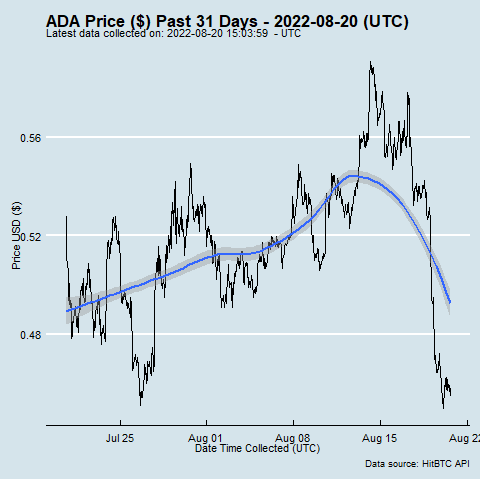 ADA Price ($) Past 31 Days - 2022-08-20 (UTC)
Latest data collected on: 2022-08-20 15:03:59 - UTC
0.56
0.52
0.48
Price USD ($)
Jul 25 Aug 01 Aug 08 Aug 15 Aug 22
Date Time Collected (UTC)
Data source: HitBTC API